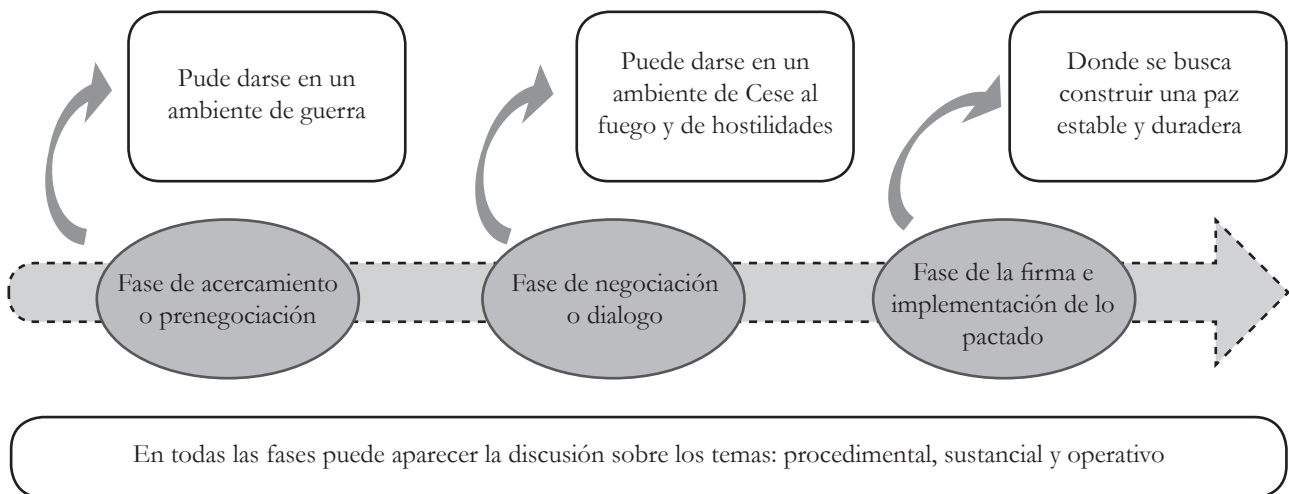 Pude darse en un
ambiente de guerra
Puede darse en un
ambiente de Cese al
fuego y de hostilidades
Donde se busca
construir una paz
estable y duradera
Fase de acercamiento
o prenegociación
Fase de negociación
o dialogo
Fase de la firma e
implementación de lo
pactado
En todas las fases puede aparecer la discusión sobre los temas: procedimental, sustancial y operativo